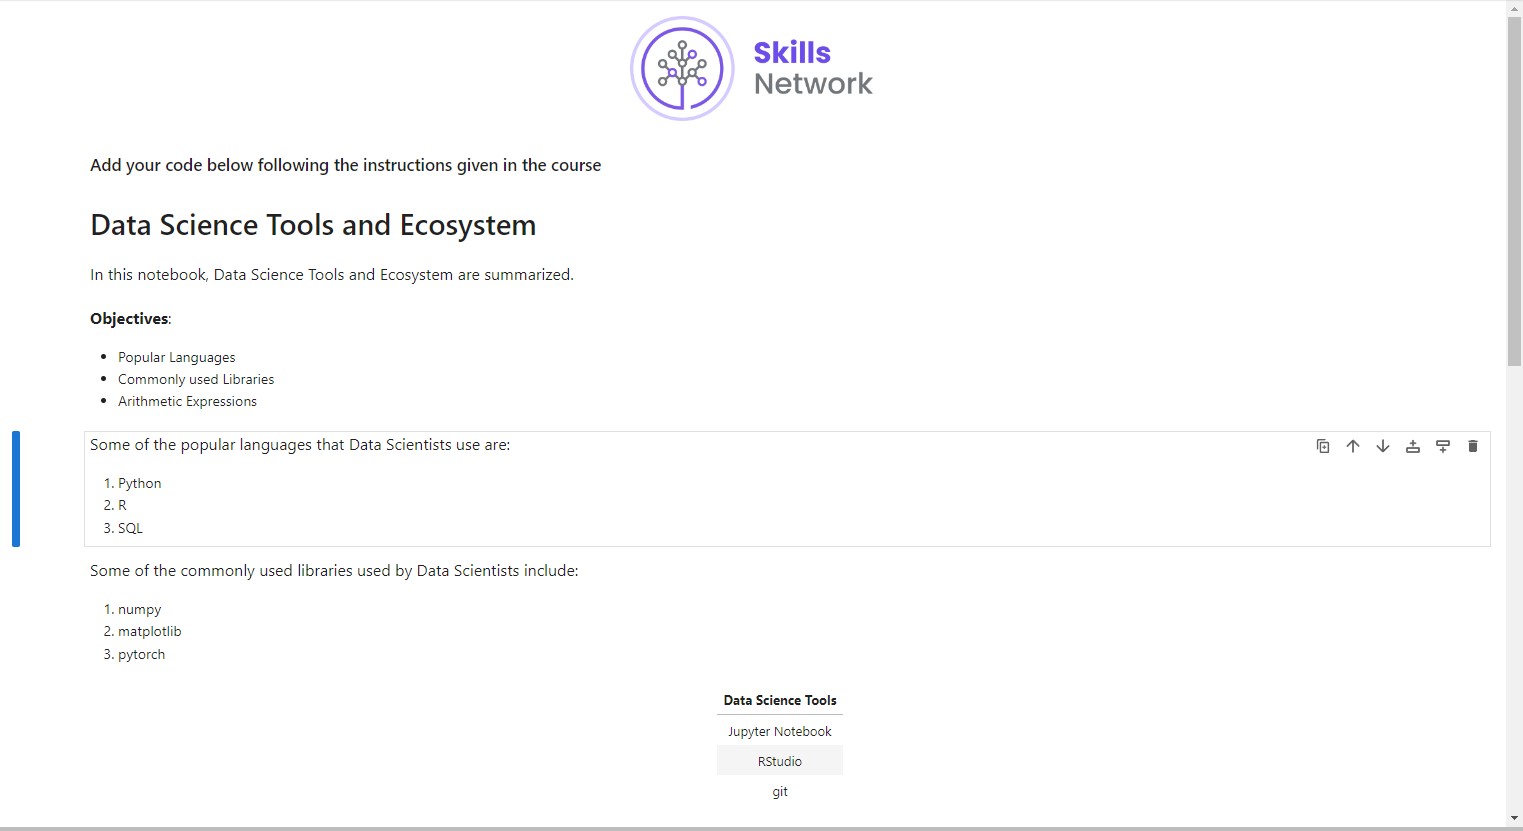 Skills
Network
Add your code below following the instructions given in the course
Data Science Tools and Ecosystem
In this notebook, Data Science Tools and Ecosystem are summarized.
Objectives:
Popular Languages
Commonly used Libraries
Arithmetic Expressions
Some of the popular languages that Data Scientists use are:
1. Python
2. R
3. SQL
Some of the commonly used libraries used by Data Scientists include:
1. numpy
2. matplotlib
3. pytorch
Data Science Tools
Jupyter Notebook
RStudio
git